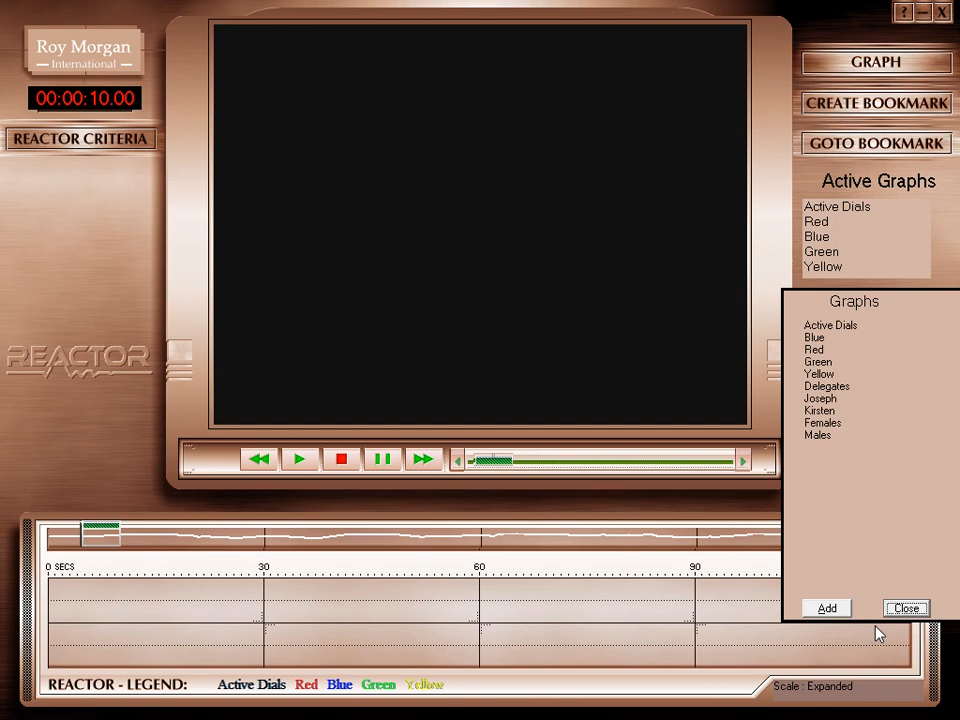 ? — X
Roy Morgan
International
00:00:10.00
REACTOR CRITERIA
GRAPH
CREATE BOOKMARK
GOTO BOOKMARK
Active Graphs
Active Dials
Red
Blue
Green
Yellow
Graphs
Active Dials
Blue
Red
Green
Yellow
Delegates
Joseph
Kirsten
Females
Males
Add Close
REACTOR
0 SECS 30 60 90
REACTOR - LEGEND: Active Dials Red Blue Green Yellow
Scale : Expanded